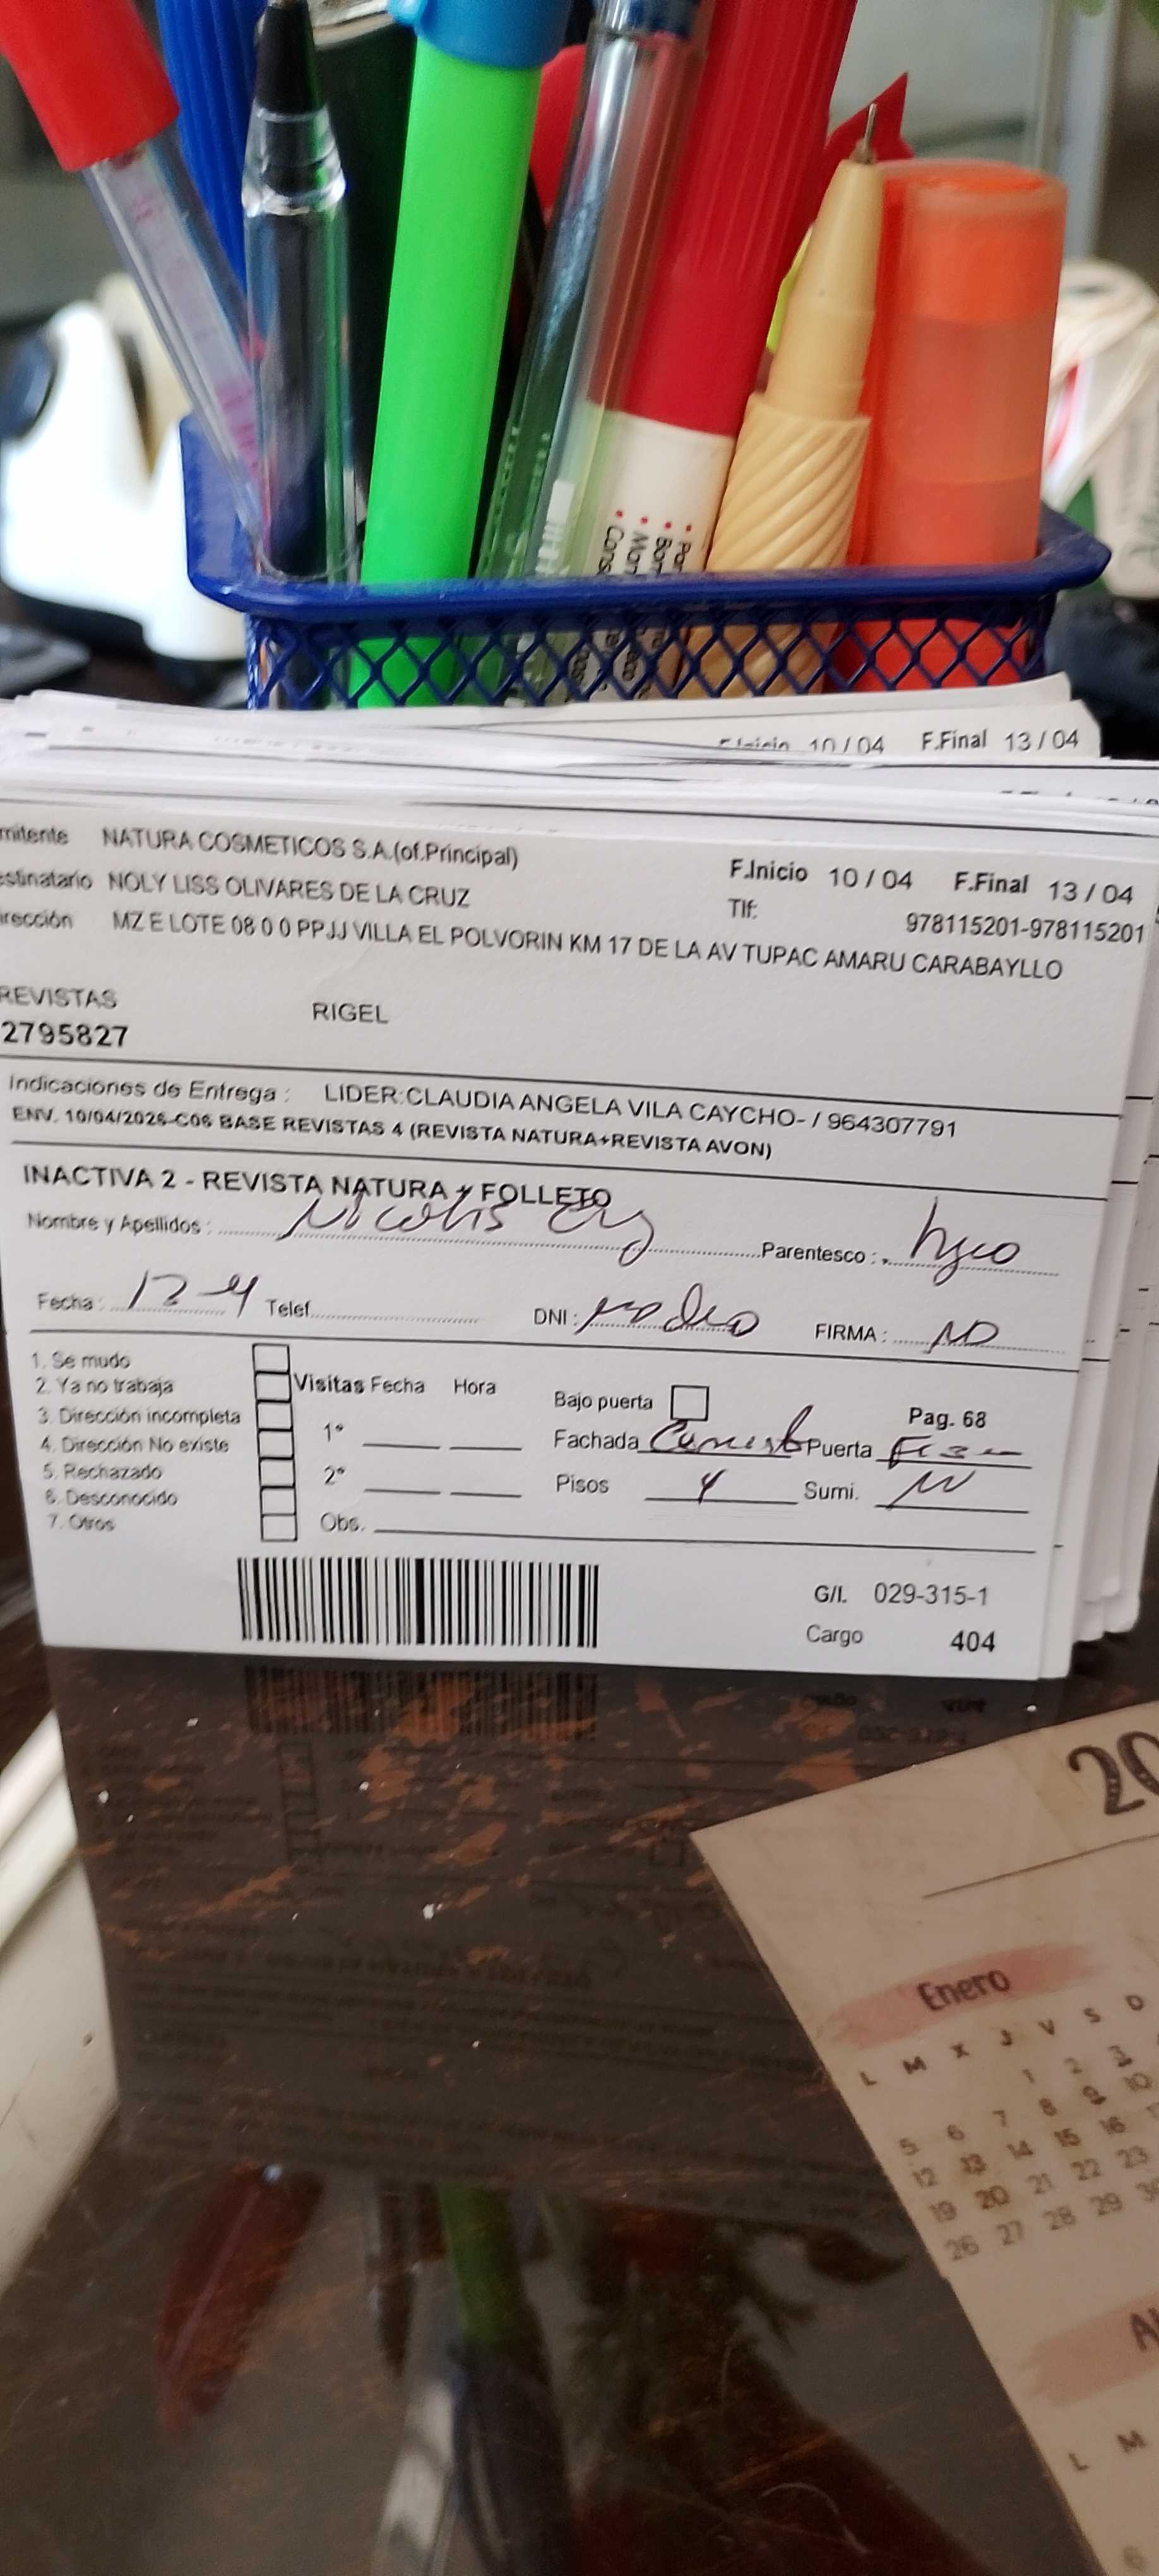 F.Inicio 10 / 04 F.Final 13 / 04
mitente NATURA COSMETICOS S.A.(of.Principal)
F.Inicio 10 / 04 F.Final 13 / 04
estinatario NOLY LISS OLIVARES DE LA CRUZ
Tlf: 978115201-978115201
irección MZ E LOTE 08 0 0 PPJJ VILLA EL POLVORIN KM 17 DE LA AV TUPAC AMARU CARABAYLLO
REVISTAS RIGEL
2795827
Indicaciones de Entrega : LIDER:CLAUDIA ANGELA VILA CAYCHO- / 964307791
ENV. 10/04/2026-C06 BASE REVISTAS 4 (REVISTA NATURA+REVISTA AVON)
INACTIVA 2 - REVISTA NATURA + FOLLETO
Nombre y Apellidos : Nicolis Parentesco :
Fecha : Telef. DNI : FIRMA : ND
1. Se mudo
2. Ya no trabaja
3. Dirección incompleta
4. Dirección No existe
5. Rechazado
6. Desconocido
7. Otros
Visitas Fecha Hora
1°
2°
Obs.
Bajo puerta Pag. 68
Fachada Puerta
Pisos 4 Sumi.
G/I. 029-315-1
Cargo 404
20
Enero
L M X J V S D
1 2 3
5 6 7 8 9 10
12 13 14 15 16
19 20 21 22 23
26 27 28 29 30
L M
6